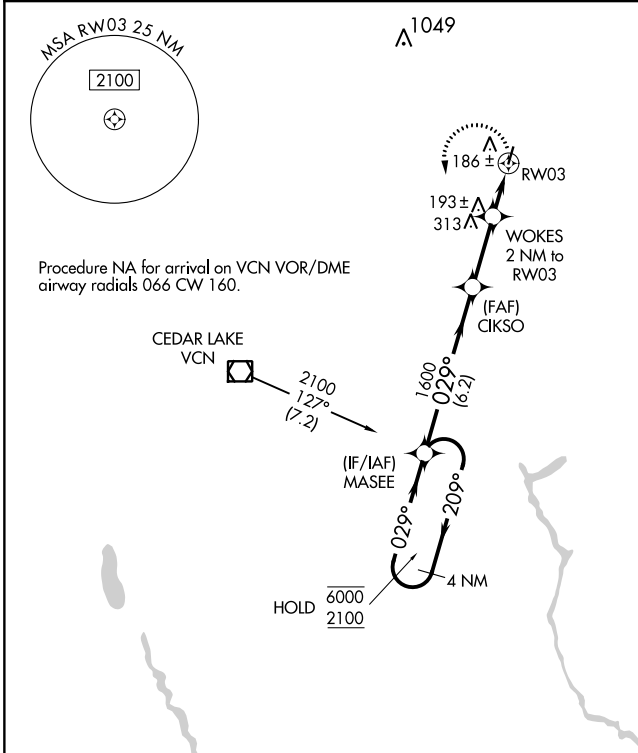 MSA RW03 25 NM
2100
1049
186 ±
RW03
193 ±
313
WOKES
2 NM to
RW03
Procedure NA for arrival on VCN VOR/DME
airway radials 066 CW 160.
(FAF)
CIKSO
CEDAR LAKE
VCN
2100
127°
(7.2)
1600
029°
(6.2)
(IF/IAF)
MASEE
029°
209°
4 NM
HOLD
6000
2100